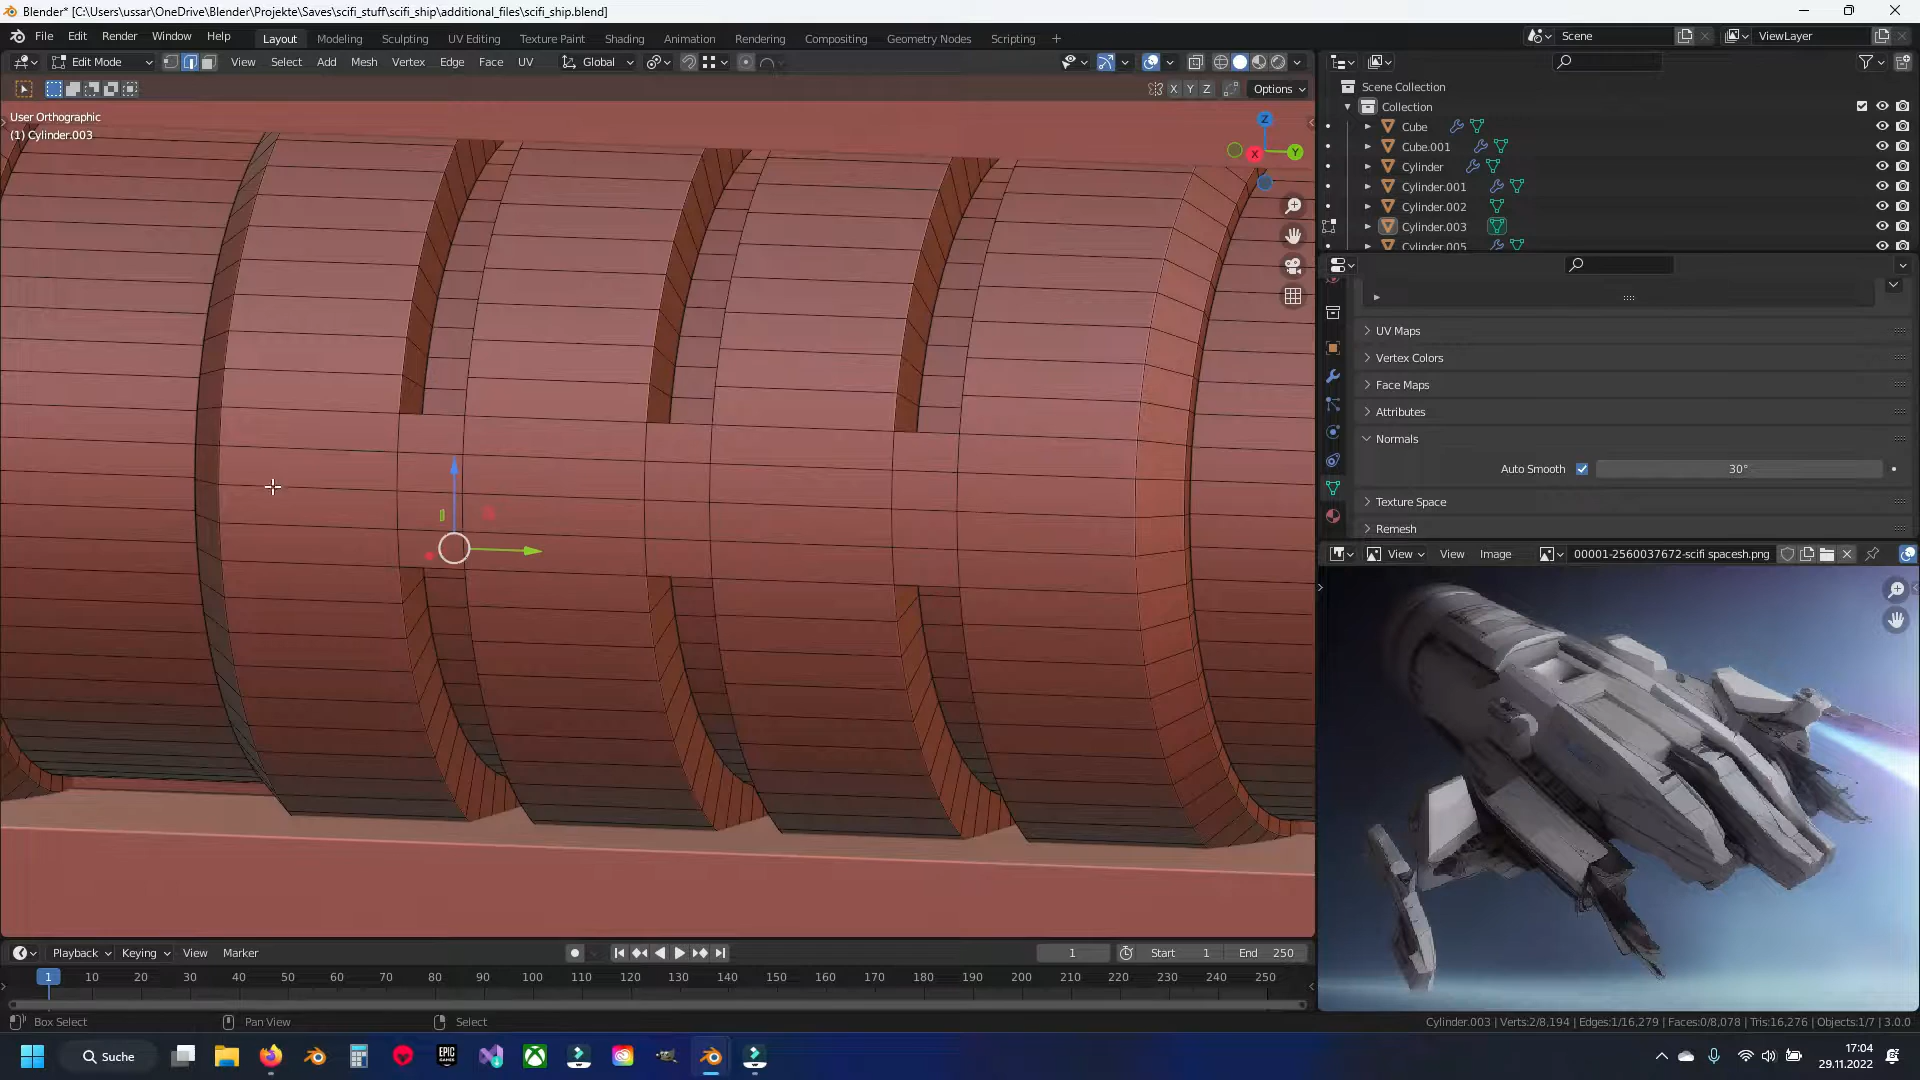 Blender* [C:\Users\ussar\OneDrive\Blender\Projekte\Saves\scifi_stuff\scifi_ship\additional_files\scifi_ship.blend]
File Edit Render Window Help Layout Modeling Sculpting UV Editing Texture Paint Shading Animation Rendering Compositing Geometry Nodes Scripting + Scene ViewLayer
Edit Mode View Select Add Mesh Vertex Edge Face UV Global
X Y Z Options
User Orthographic
(1) Cylinder.003
Z
X
Y
Scene Collection
Collection
Cube
Cube.001
Cylinder
Cylinder.001
Cylinder.002
Cylinder.003
Cylinder.005
UV Maps
Vertex Colors
Face Maps
Attributes
Normals
Auto Smooth 30°
Texture Space
Remesh
View View Image 00001-2560037672-scifi spacesh.png
Playback Keying View Marker 1 Start 1 End 250
1 10 20 30 40 50 60 70 80 90 100 110 120 130 140 150 160 170 180 190 200 210 220 230 240 250
Box Select Pan View Select
Cylinder.003 | Verts:2/8,194 | Edges:1/16,279 | Faces:0/8,078 | Tris:16,276 | Objects:1/7 | 3.0.0
Suche
EPIC
GAMES
17:04
29.11.2022